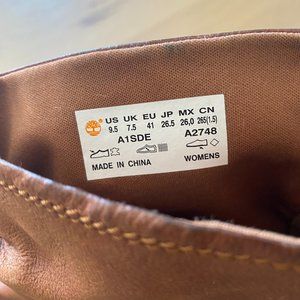 US UK EU JP MX CN
9.5 7.5 41 26.5 26.0 265(1.5)
A1SDE A2748
MADE IN CHINA WOMENS